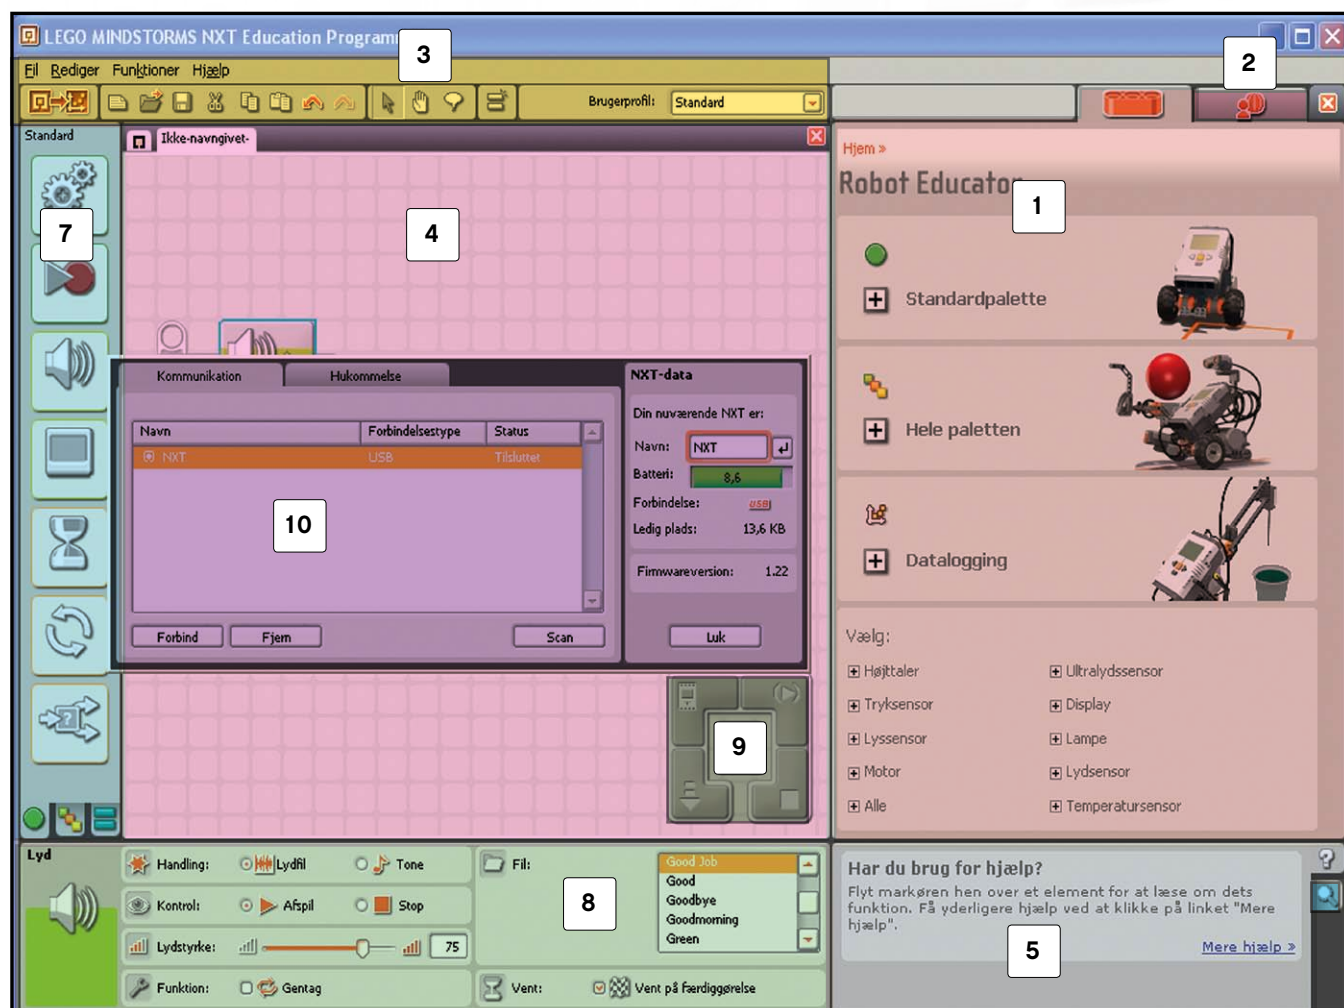 LEGO MINDSTORMS NXT Education Programm
3
2
Fil Rediger Funktioner Hjælp
Brugerprofil: Standard
Standard
Ikke-navngivet-
7
4
Hjem »
Robot Educator
1
Standardpalette
Hele paletten
Datalogging
Vælg:
Højttaler
Ultralydssensor
Tryksensor
Display
Lyssensor
Lampe
Motor
Lydsensor
Alle
Temperatursensor
Kommunikation
Hukommelse
Navn Forbindelsestype Status
NXT USB Tilsluttet
10
Forbind Fjern Scan
NXT-data
Din nuværende NXT er:
Navn: NXT
Batteri: 8,6
Forbindelse: USB
Ledig plads: 13,6 KB
Firmwareversion: 1.22
Luk
9
Lyd
Handling: Lydfil Tone
Kontrol: Afspil Stop
Lydstyrke: 75
Funktion: Gentag
Fil:
8
Good Job
Good
Goodbye
Goodmorning
Green
Vent: Vent på færdiggørelse
Har du brug for hjælp?
Flyt markøren hen over et element for at læse om dets
funktion. Få yderligere hjælp ved at klikke på linket "Mere
hjælp".
5
Mere hjælp »